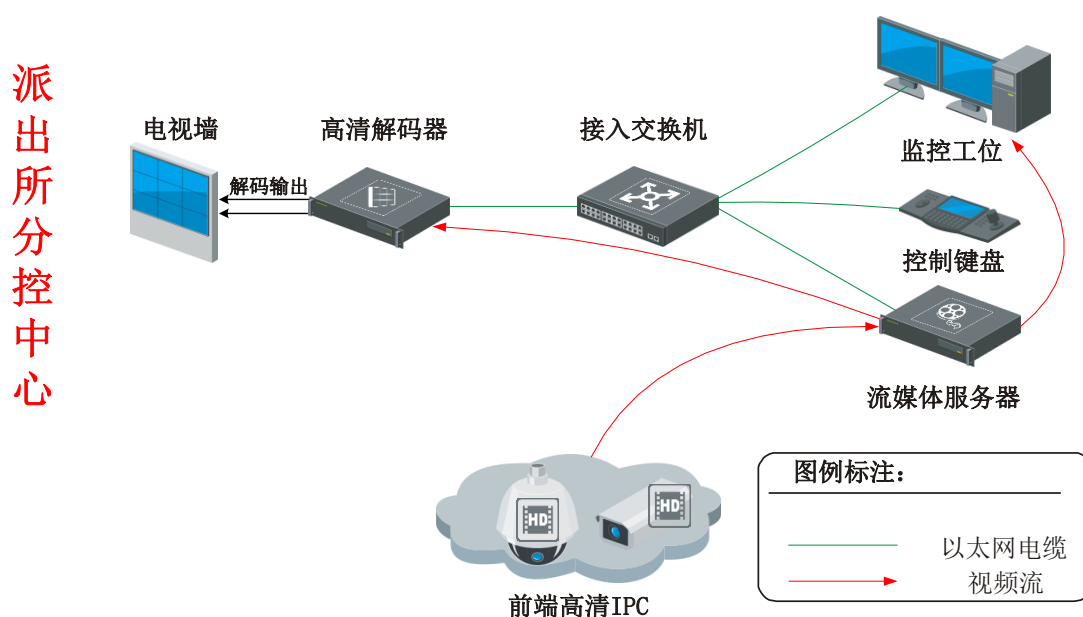 派出所分控中心
电视墙
高清解码器
接入交换机
监控工位
解码输出
控制键盘
流媒体服务器
HD
HD
前端高清IPC
图例标注：
以太网电缆
视频流